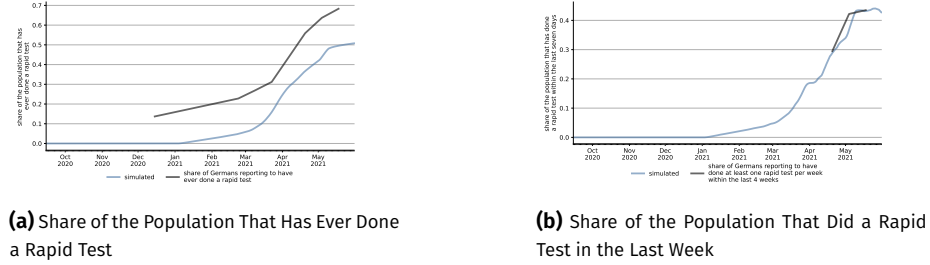 share of the population that has
ever done a rapid test
0.7
0.6
0.5
0.4
0.3
0.2
0.1
0.0
Oct 2020
Nov 2020
Dec 2020
Jan 2021
Feb 2021
Mar 2021
Apr 2021
May 2021
simulated
share of Germans reporting to have
ever done a rapid test
(a) Share of the Population That Has Ever Done
a Rapid Test
share of the population that has done
a rapid test within the last seven days
0.4
0.3
0.2
0.1
0.0
Oct 2020
Nov 2020
Dec 2020
Jan 2021
Feb 2021
Mar 2021
Apr 2021
May 2021
simulated
share of Germans reporting to have
done at least one rapid test per week
within the last 4 weeks
(b) Share of the Population That Did a Rapid
Test in the Last Week